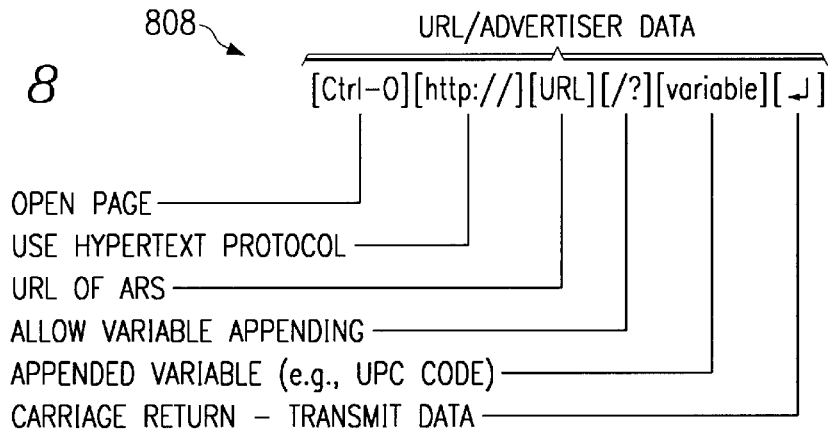 808
URL/ADVERTISER DATA
8
[Ctrl-O][http://][URL][/?][variable][↵]
OPEN PAGE
USE HYPERTEXT PROTOCOL
URL OF ARS
ALLOW VARIABLE APPENDING
APPENDED VARIABLE (e.g., UPC CODE)
CARRIAGE RETURN - TRANSMIT DATA